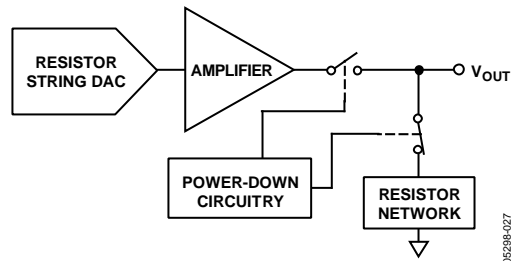 RESISTOR
STRING DAC
AMPLIFIER
VOUT
POWER-DOWN
CIRCUITRY
RESISTOR
NETWORK
05298-027